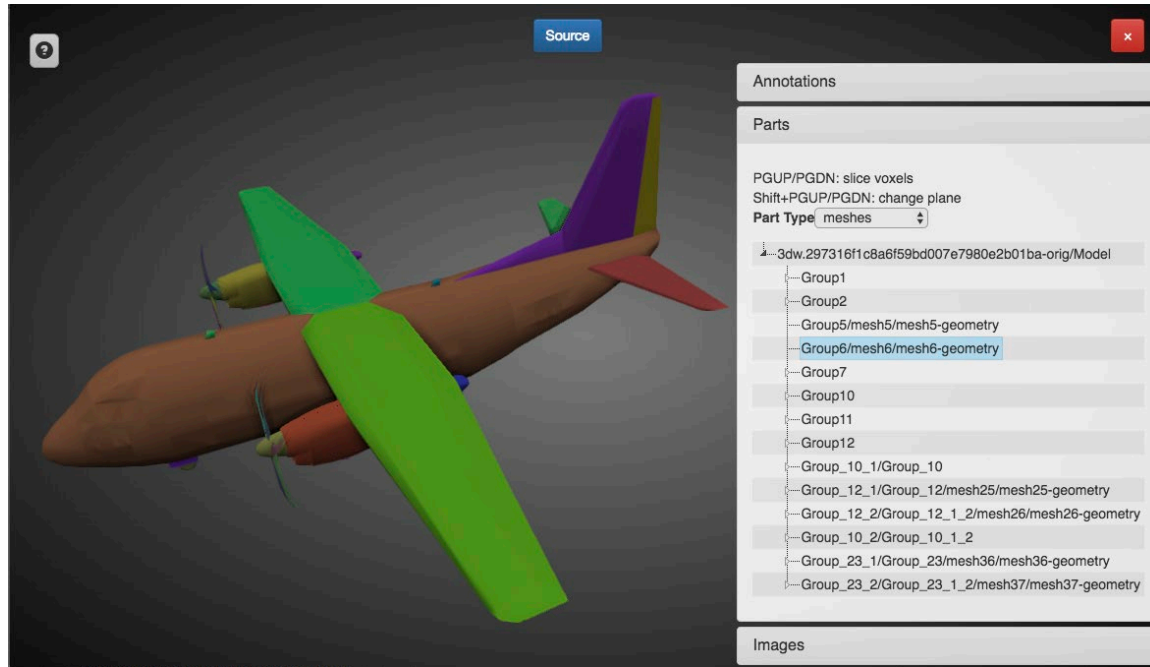 ?
Source
×
Annotations
Parts
PGUP/PGDN: slice voxels
Shift+PGUP/PGDN: change plane
Part Type meshes
3dw.297316f1c8a6f59bd007e7980e2b01ba-orig/Model
Group1
Group2
Group5/mesh5/mesh5-geometry
Group6/mesh6/mesh6-geometry
Group7
Group10
Group11
Group12
Group_10_1/Group_10
Group_12_1/Group_12/mesh25/mesh25-geometry
Group_12_2/Group_12_1_2/mesh26/mesh26-geometry
Group_10_2/Group_10_1_2
Group_23_1/Group_23/mesh36/mesh36-geometry
Group_23_2/Group_23_1_2/mesh37/mesh37-geometry
Images